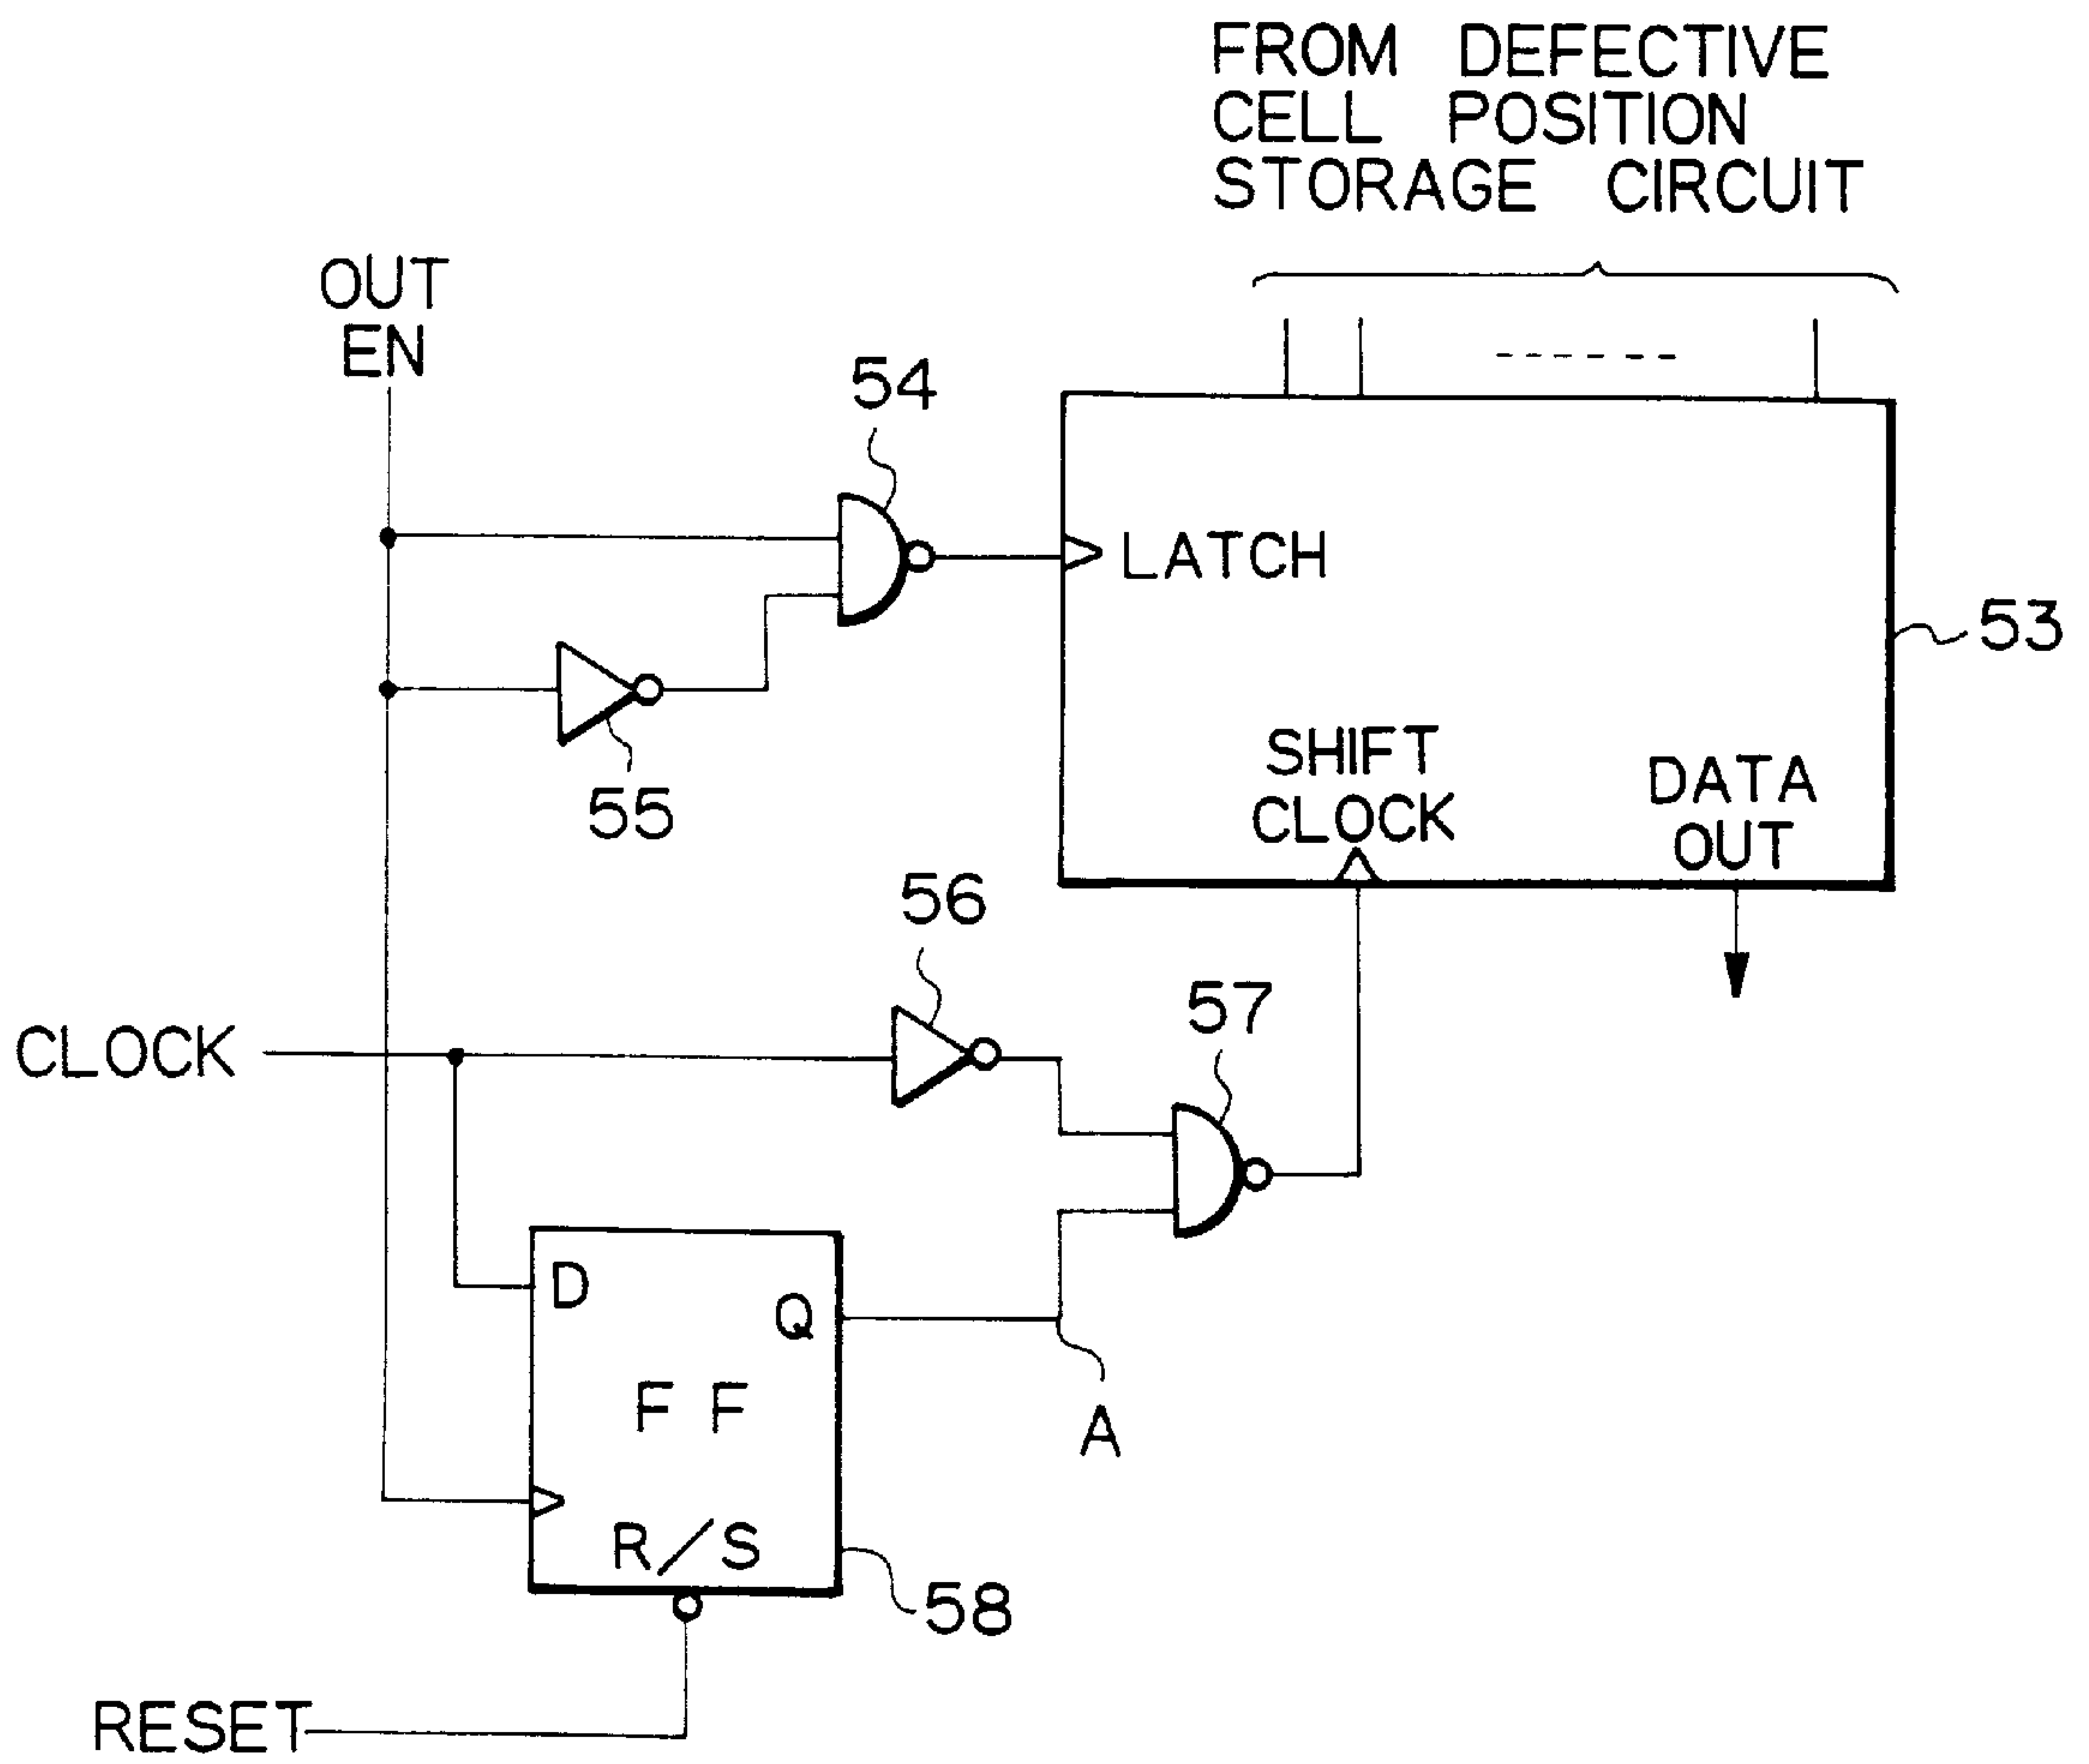 FROM DEFECTIVE
CELL POSITION
STORAGE CIRCUIT
OUT
EN
54
LATCH
53
55
SHIFT
CLOCK
DATA
OUT
56
57
CLOCK
D
Q
FF
A
R/S
58
RESET